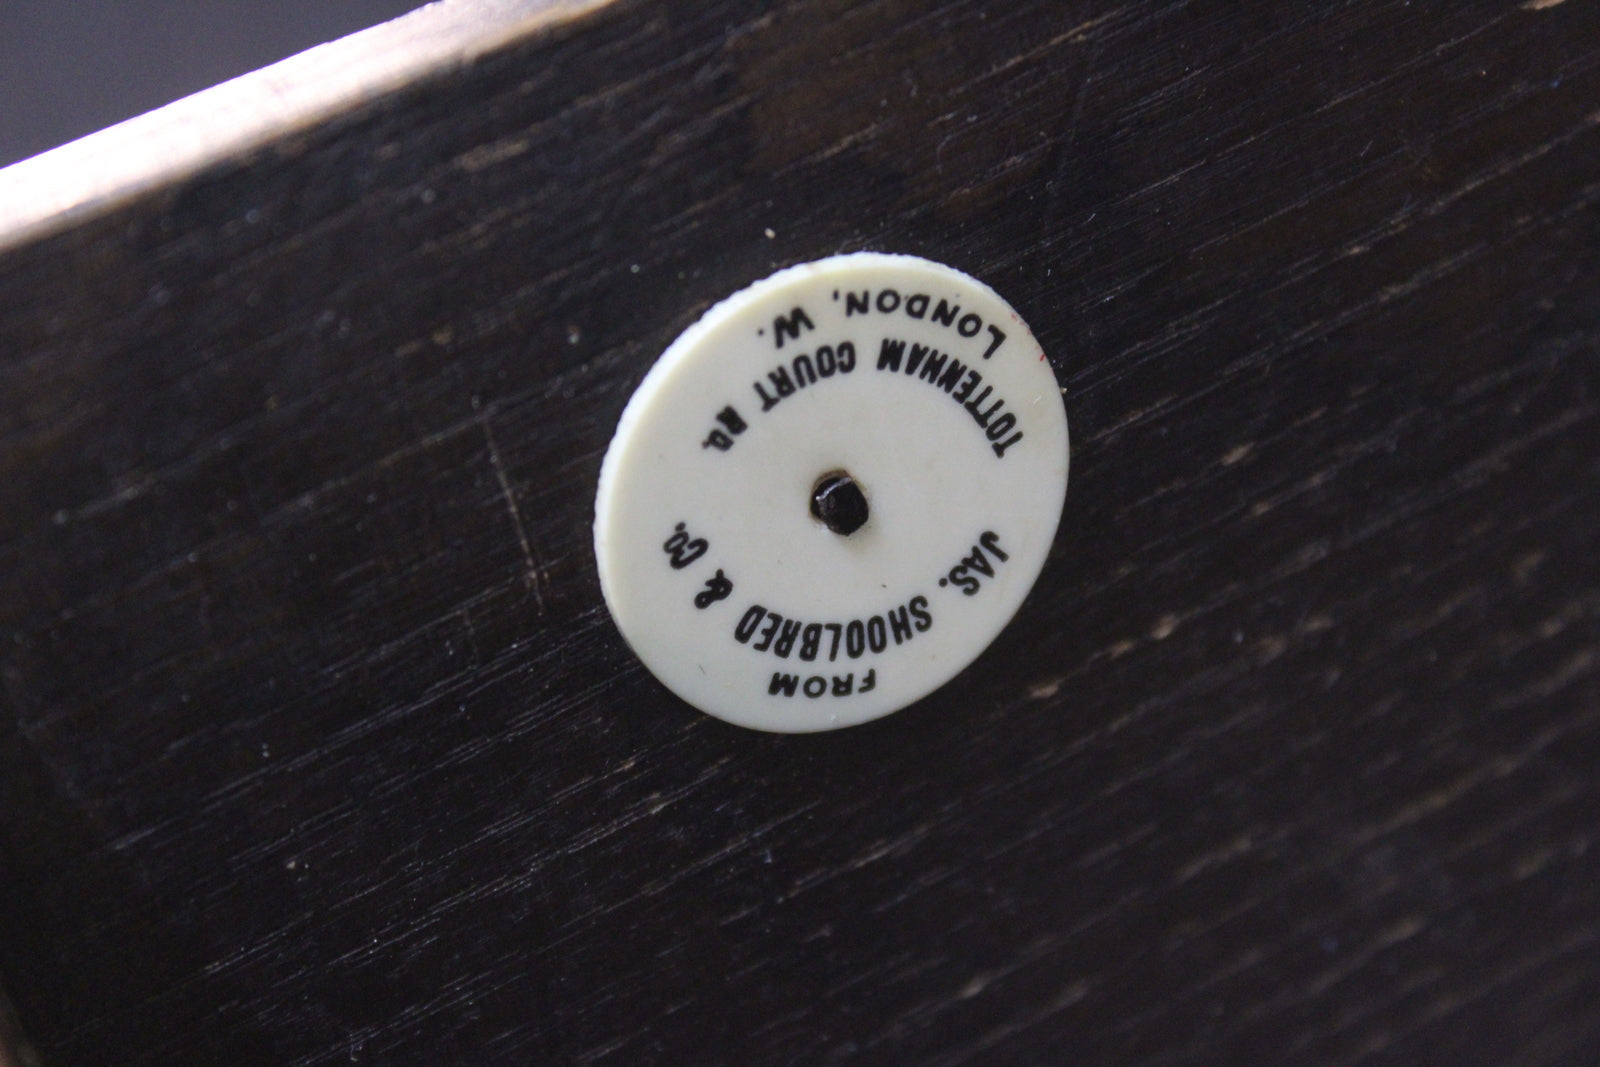 FROM
JAS. SHOOLBRED & Co.
TOTTENHAM COURT Rd.
LONDON, W.